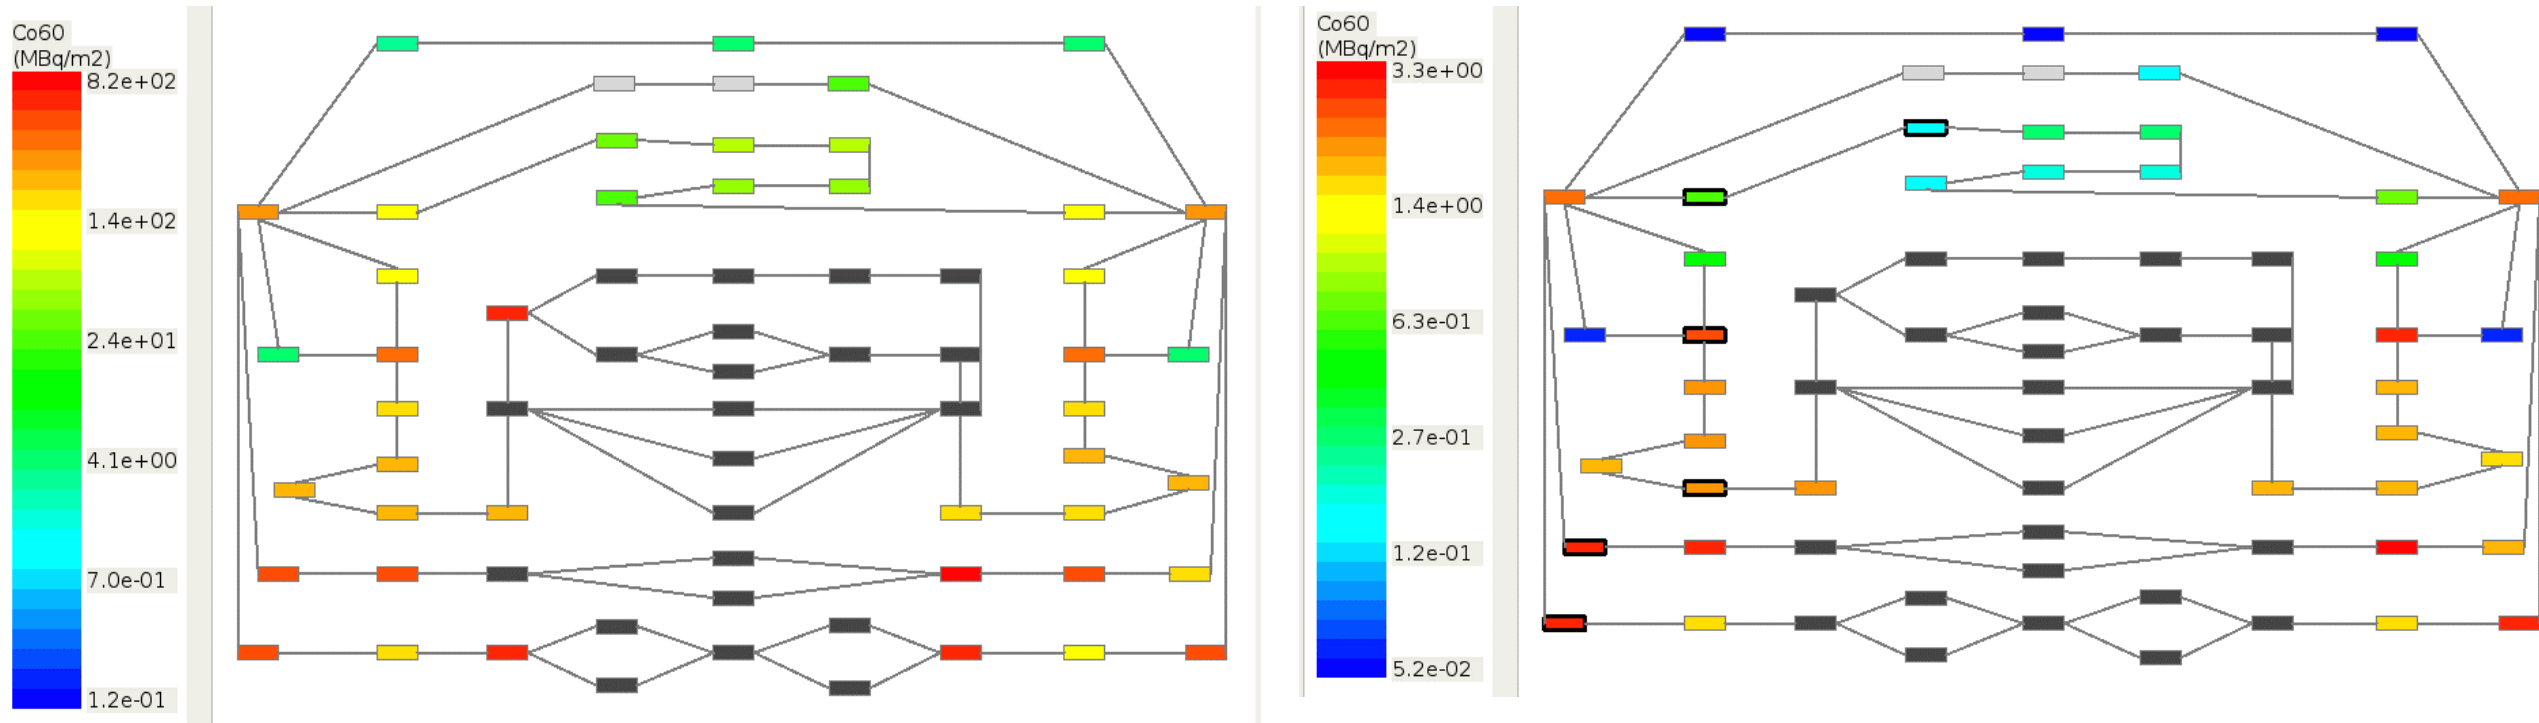 Co60
(MBq/m2)
8.2e+02
1.4e+02
2.4e+01
4.1e+00
7.0e-01
1.2e-01
Co60
(MBq/m2)
3.3e+00
1.4e+00
6.3e-01
2.7e-01
1.2e-01
5.2e-02